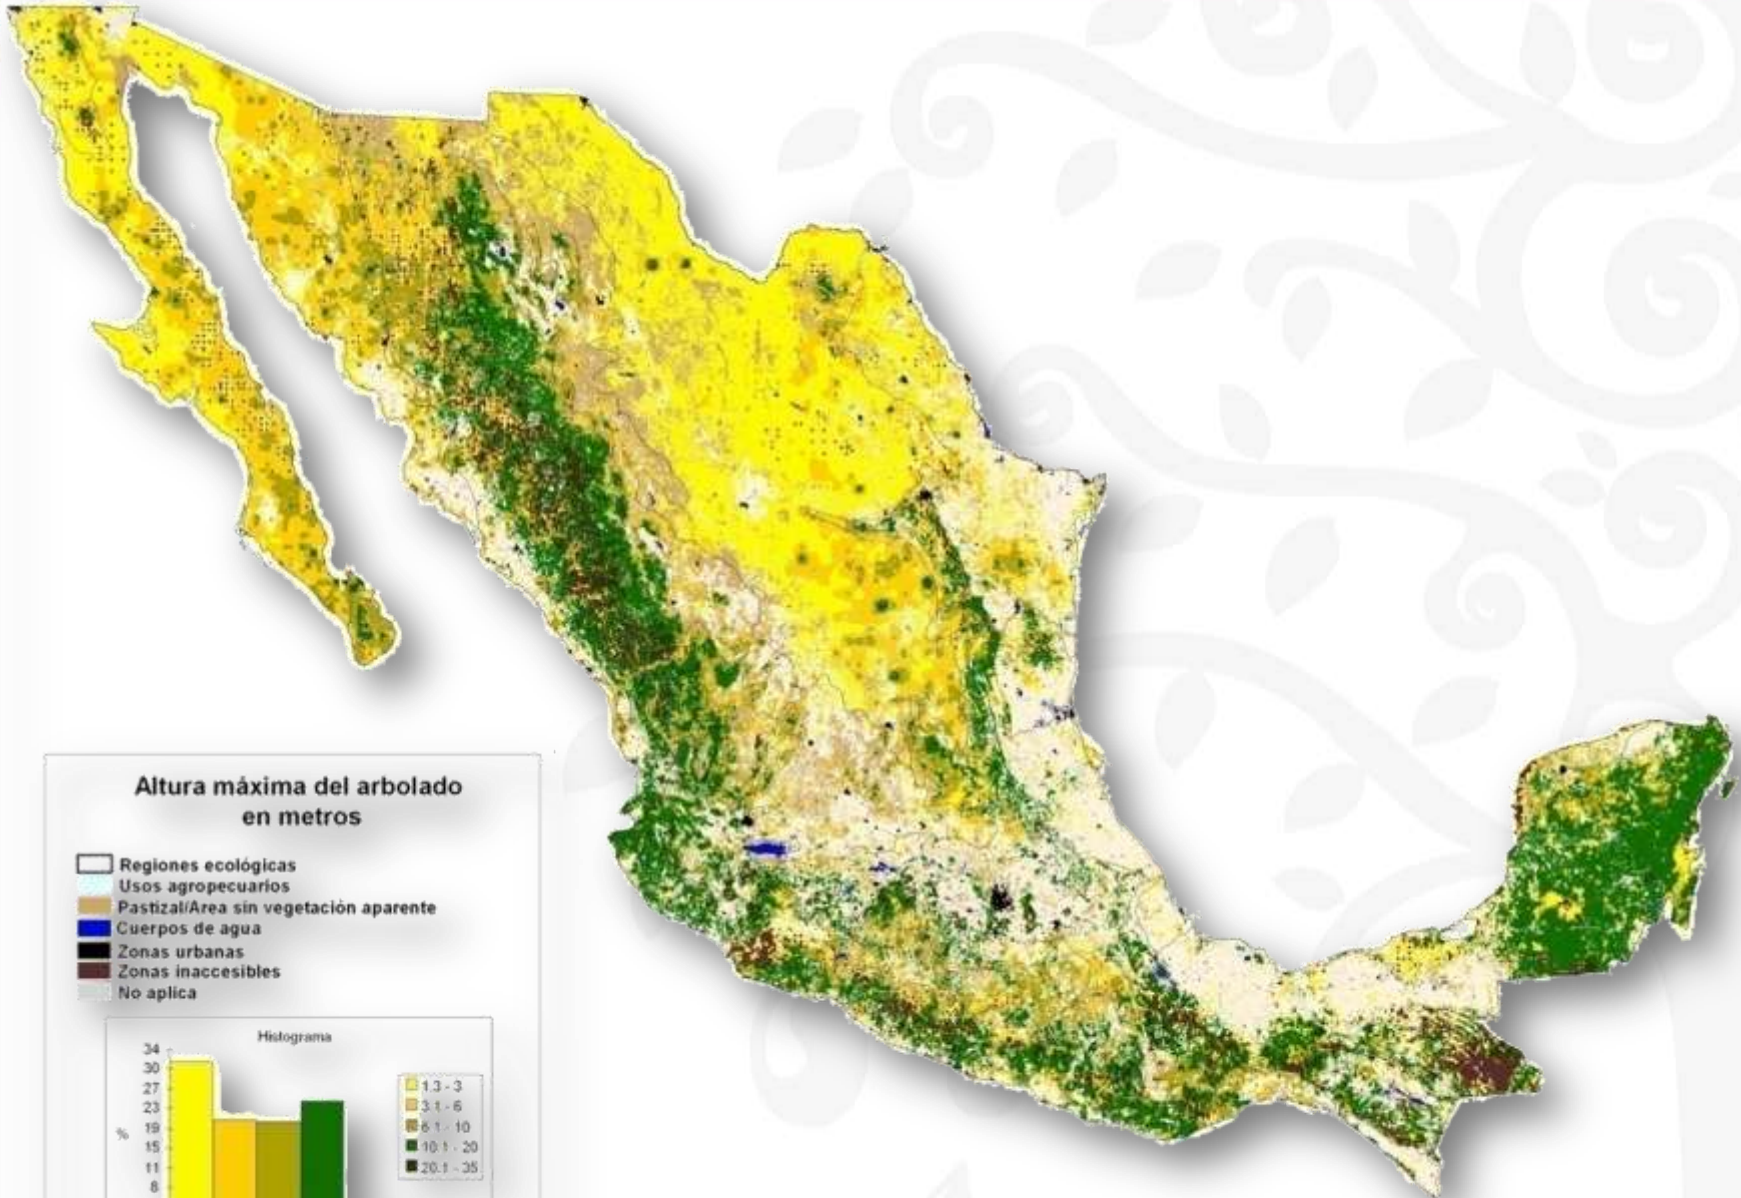 Altura máxima del arbolado
en metros
Regiones ecológicas
Usos agropecuarios
Pastizal/Area sin vegetación aparente
Cuerpos de agua
Zonas urbanas
Zonas inaccesibles
No aplica
Histograma
34
30
27
23
19
15
11
8
%
1.3 - 3
3.1 - 6
6.1 - 10
10.1 - 20
20.1 - 35